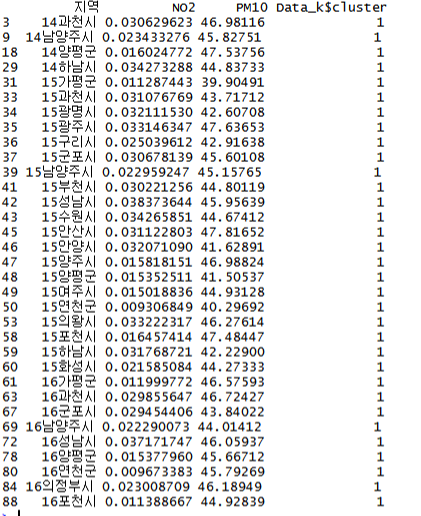 지역 NO2 PM10 Data_k$cluster
3 14과천시 0.030629623 46.98116 1
9 14남양주시 0.023433276 45.82751 1
18 14양평군 0.016024772 47.53756 1
29 14하남시 0.034273288 44.83733 1
31 15가평군 0.011287443 39.90491 1
33 15과천시 0.031076769 43.71712 1
34 15광명시 0.032111530 42.60708 1
35 15광주시 0.033146347 47.63653 1
36 15구리시 0.025039612 42.91638 1
37 15군포시 0.030678139 45.60108 1
39 15남양주시 0.022959247 45.15765 1
41 15부천시 0.030221256 44.80119 1
42 15성남시 0.038373644 45.95639 1
43 15수원시 0.034265851 44.67412 1
45 15안산시 0.031122803 47.81652 1
46 15안양시 0.032071090 41.62891 1
47 15양주시 0.015818151 46.98824 1
48 15양평군 0.015352511 41.50537 1
49 15여주시 0.015018836 44.93128 1
50 15연천군 0.009306849 40.29692 1
53 15의왕시 0.033222317 46.27614 1
58 15포천시 0.016457414 47.48447 1
59 15하남시 0.031768721 42.22900 1
60 15화성시 0.021585084 44.27333 1
61 16가평군 0.011999772 46.57593 1
63 16과천시 0.029855647 46.72427 1
67 16군포시 0.029454406 43.84022 1
69 16남양주시 0.022290073 44.01412 1
72 16성남시 0.037171747 46.05937 1
78 16양평군 0.015377960 45.66712 1
80 16연천군 0.009673383 45.79269 1
84 16의정부시 0.023008709 46.18949 1
88 16포천시 0.011388667 44.92839 1